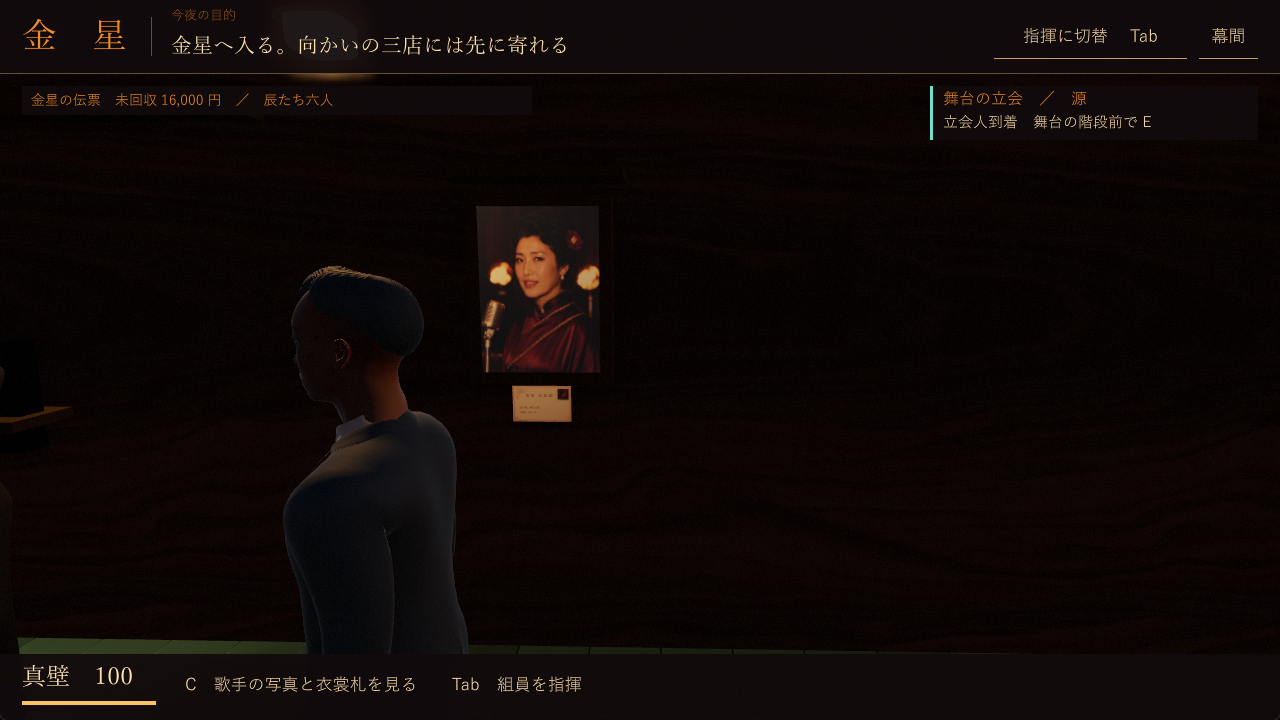 金星
今夜の目的
金星へ入る。向かいの三店には先に寄れる
指揮に切替 Tab
幕間
金星の伝票 未回収 16,000 円 ／ 辰たち六人
舞台の立会 ／ 源
立会人到着 舞台の階段前で E
真壁 100
C 歌手の写真と衣裳札を見る Tab 組員を指揮